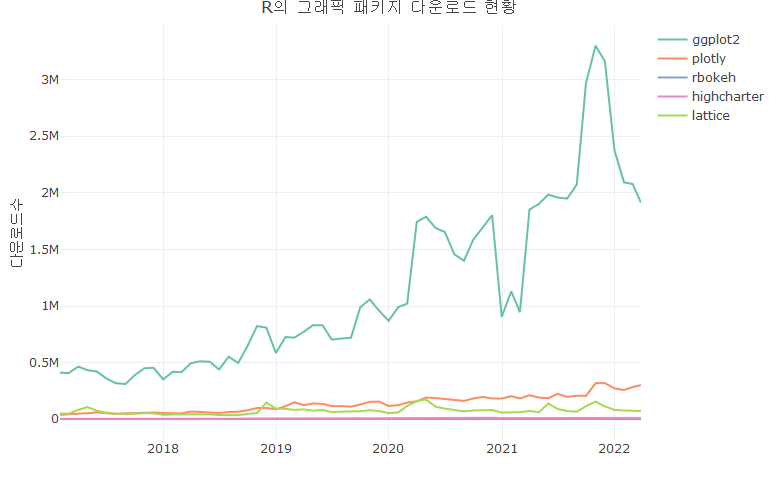 R의 그래픽 패키지 다운로드 현황
ggplot2
plotly
rbokeh
highcharter
lattice
다운로드수
3M
2.5M
2M
1.5M
1M
0.5M
0
2018 2019 2020 2021 2022